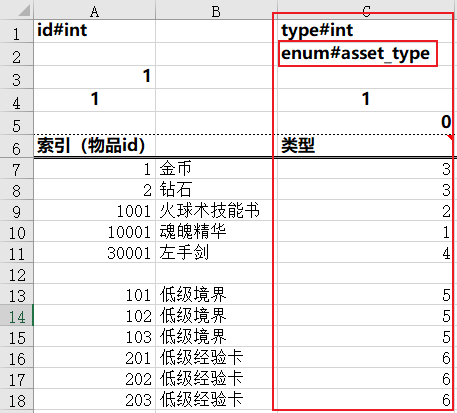 A B C
1 id#int type#int
2 enum#asset_type
3 1
4 1 1
5 0
6 索引（物品id） 类型
7 1 金币 3
8 2 钻石 3
9 1001 火球术技能书 2
10 10001 魂魄精华 1
11 30001 左手剑 4
12
13 101 低级境界 5
14 102 低级境界 5
15 103 低级境界 5
16 201 低级经验卡 6
17 202 低级经验卡 6
18 203 低级经验卡 6